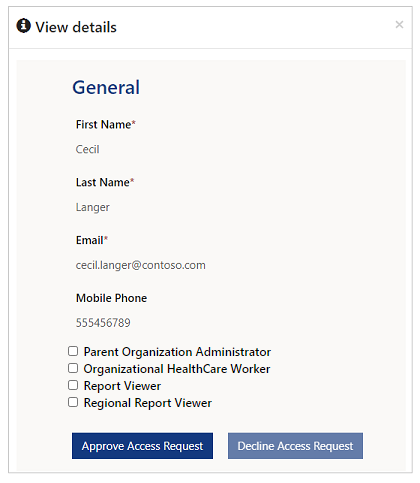 View details
×
General
First Name*
Cecil
Last Name*
Langer
Email*
cecil.langer@contoso.com
Mobile Phone
555456789
Parent Organization Administrator
Organizational HealthCare Worker
Report Viewer
Regional Report Viewer
Approve Access Request Decline Access Request